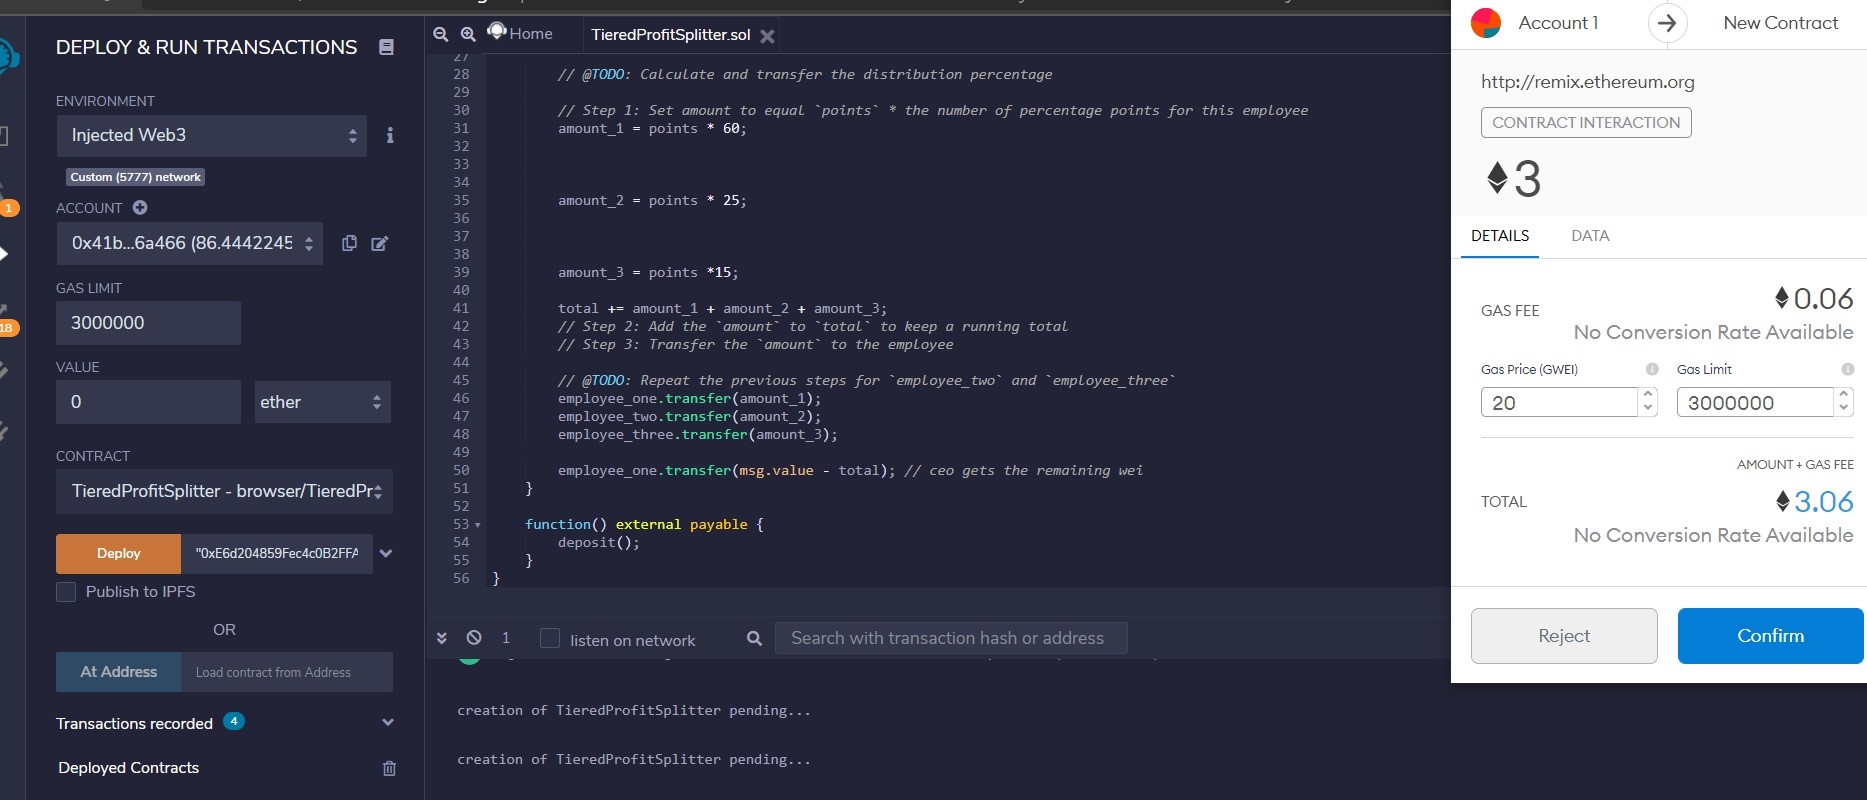 DEPLOY & RUN TRANSACTIONS
ENVIRONMENT
Injected Web3
Custom (5777) network
ACCOUNT
0x41b...6a466 (86.4442245
GAS LIMIT
3000000
VALUE
0
ether
CONTRACT
TieredProfitSplitter - browser/TieredPr
Deploy
"0xE6d204859Fec4c0B2FFA
Publish to IPFS
OR
At Address
Load contract from Address
Transactions recorded 4
Deployed Contracts
1
18
Home
TieredProfitSplitter.sol
27
28 // @TODO: Calculate and transfer the distribution percentage
29
30 // Step 1: Set amount to equal `points` * the number of percentage points for this employee
31 amount_1 = points * 60;
32
33
34
35 amount_2 = points * 25;
36
37
38
39 amount_3 = points *15;
40
41 total += amount_1 + amount_2 + amount_3;
42 // Step 2: Add the `amount` to `total` to keep a running total
43 // Step 3: Transfer the `amount` to the employee
44
45 // @TODO: Repeat the previous steps for `employee_two` and `employee_three`
46 employee_one.transfer(amount_1);
47 employee_two.transfer(amount_2);
48 employee_three.transfer(amount_3);
49
50 employee_one.transfer(msg.value - total); // ceo gets the remaining wei
51 }
52
53 function() external payable {
54 deposit();
55 }
56 }
1
listen on network
Search with transaction hash or address
creation of TieredProfitSplitter pending...
creation of TieredProfitSplitter pending...
Account 1
New Contract
http://remix.ethereum.org
CONTRACT INTERACTION
3
DETAILS
DATA
GAS FEE
0.06
No Conversion Rate Available
Gas Price (GWEI)
Gas Limit
20
3000000
AMOUNT + GAS FEE
TOTAL
3.06
No Conversion Rate Available
Reject
Confirm